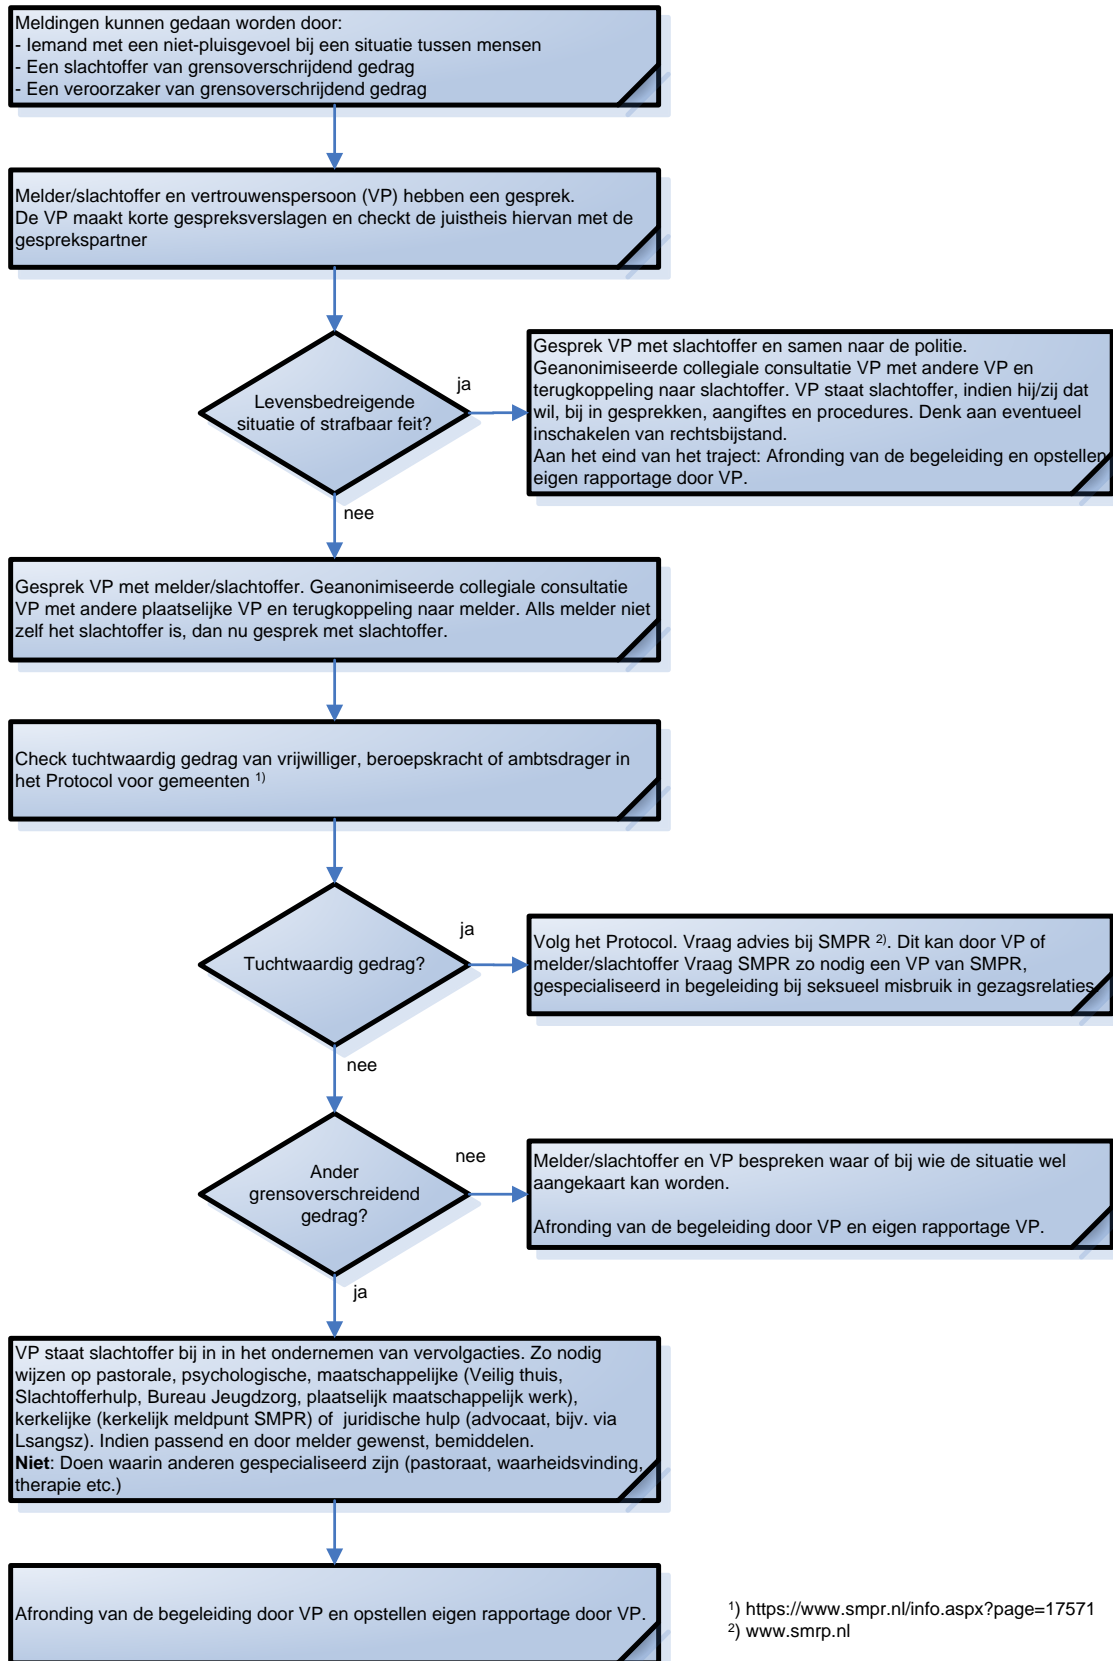 Meldingen kunnen gedaan worden door:
- Iemand met een niet-pluisgevoel bij een situatie tussen mensen
- Een slachtoffer van grensoverschrijdend gedrag
- Een veroorzaker van grensoverschrijdend gedrag
Melder/slachtoffer en vertrouwenspersoon (VP) hebben een gesprek.
De VP maakt korte gespreksverslagen en checkt de juistheis hiervan met de
gesprekspartner
Levensbedreigende
situatie of strafbaar feit?
ja
Gesprek VP met slachtoffer en samen naar de politie.
Geanonimiseerde collegiale consultatie VP met andere VP en
terugkoppeling naar slachtoffer. VP staat slachtoffer, indien hij/zij dat
wil, bij in gesprekken, aangiftes en procedures. Denk aan eventueel
inschakelen van rechtsbijstand.
Aan het eind van het traject: Afronding van de begeleiding en opstellen
eigen rapportage door VP.
nee
Gesprek VP met melder/slachtoffer. Geanonimiseerde collegiale consultatie
VP met andere plaatselijke VP en terugkoppeling naar melder. Alls melder niet
zelf het slachtoffer is, dan nu gesprek met slachtoffer.
Check tuchtwaardig gedrag van vrijwilliger, beroepskracht of ambtsdrager in
het Protocol voor gemeenten 1)
Tuchtwaardig gedrag?
ja
Volg het Protocol. Vraag advies bij SMPR 2). Dit kan door VP of
melder/slachtoffer Vraag SMPR zo nodig een VP van SMPR,
gespecialiseerd in begeleiding bij seksueel misbruik in gezagsrelaties.
nee
Ander
grensoverschreidend
gedrag?
nee
Melder/slachtoffer en VP bespreken waar of bij wie de situatie wel
aangekaart kan worden.
Afronding van de begeleiding door VP en eigen rapportage VP.
ja
VP staat slachtoffer bij in in het ondernemen van vervolgacties. Zo nodig
wijzen op pastorale, psychologische, maatschappelijke (Veilig thuis,
Slachtofferhulp, Bureau Jeugdzorg, plaatselijk maatschappelijk werk),
kerkelijke (kerkelijk meldpunt SMPR) of  juridische hulp (advocaat, bijv. via
Lsangsz). Indien passend en door melder gewenst, bemiddelen.
Niet: Doen waarin anderen gespecialiseerd zijn (pastoraat, waarheidsvinding,
therapie etc.)
Afronding van de begeleiding door VP en opstellen eigen rapportage door VP.
1) https://www.smpr.nl/info.aspx?page=17571
2) www.smrp.nl